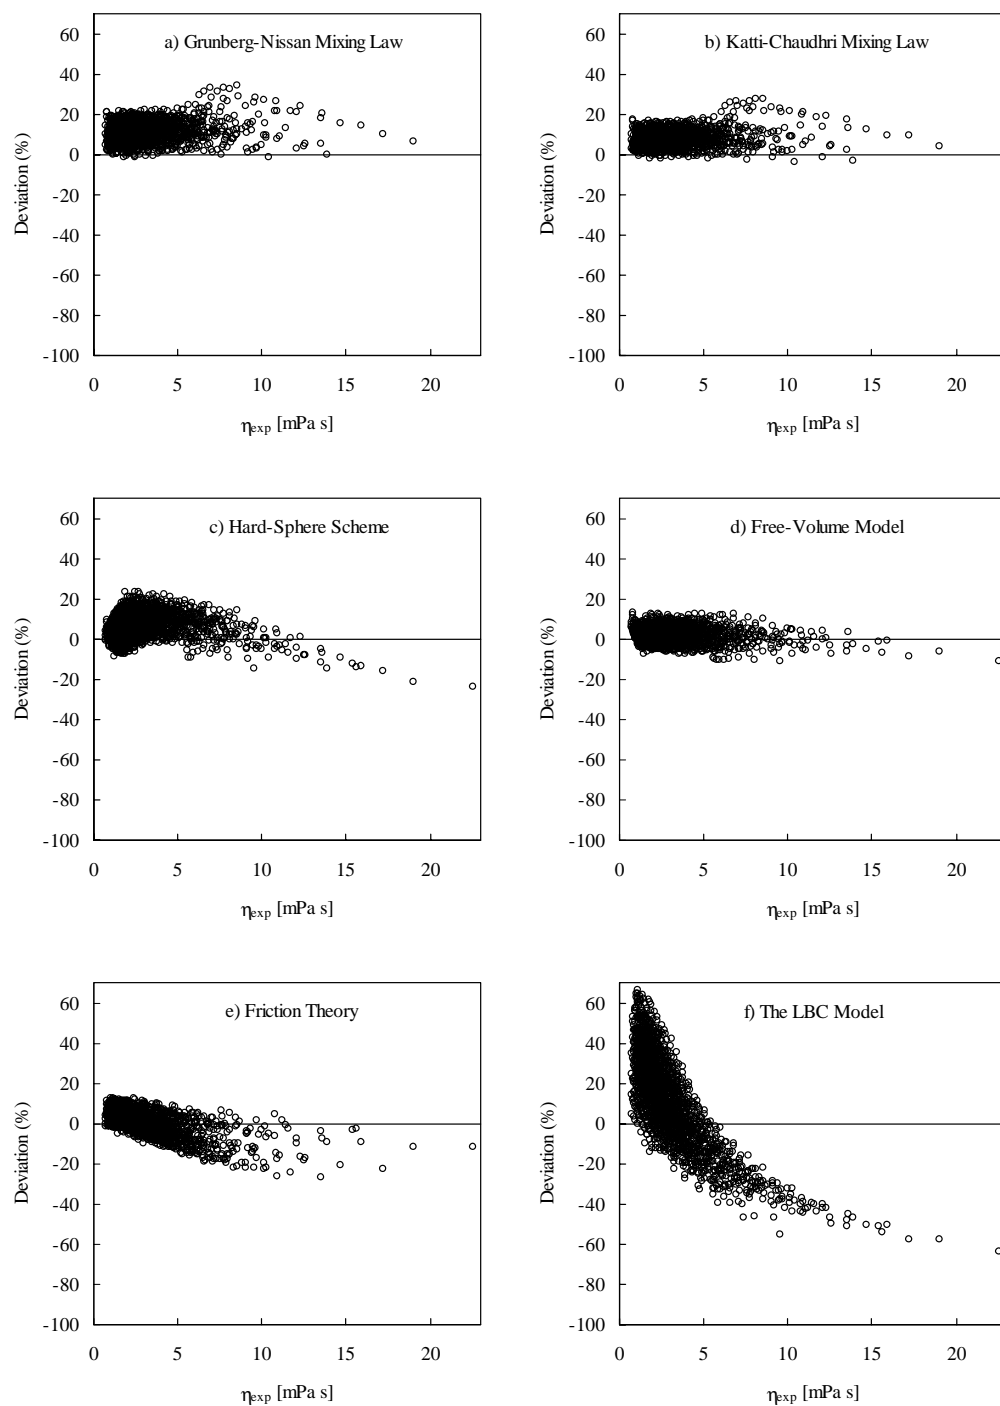 a) Grunberg-Nissan Mixing Law
60
40
20
0
-20
-40
-60
-80
-100
Deviation (%)
0 5 10 15 20
ηexp [mPa s]
b) Katti-Chaudhri Mixing Law
60
40
20
0
-20
-40
-60
-80
-100
Deviation (%)
0 5 10 15 20
ηexp [mPa s]
c) Hard-Sphere Scheme
60
40
20
0
-20
-40
-60
-80
-100
Deviation (%)
0 5 10 15 20
ηexp [mPa s]
d) Free-Volume Model
60
40
20
0
-20
-40
-60
-80
-100
Deviation (%)
0 5 10 15 20
ηexp [mPa s]
e) Friction Theory
60
40
20
0
-20
-40
-60
-80
-100
Deviation (%)
0 5 10 15 20
ηexp [mPa s]
f) The LBC Model
60
40
20
0
-20
-40
-60
-80
-100
Deviation (%)
0 5 10 15 20
ηexp [mPa s]